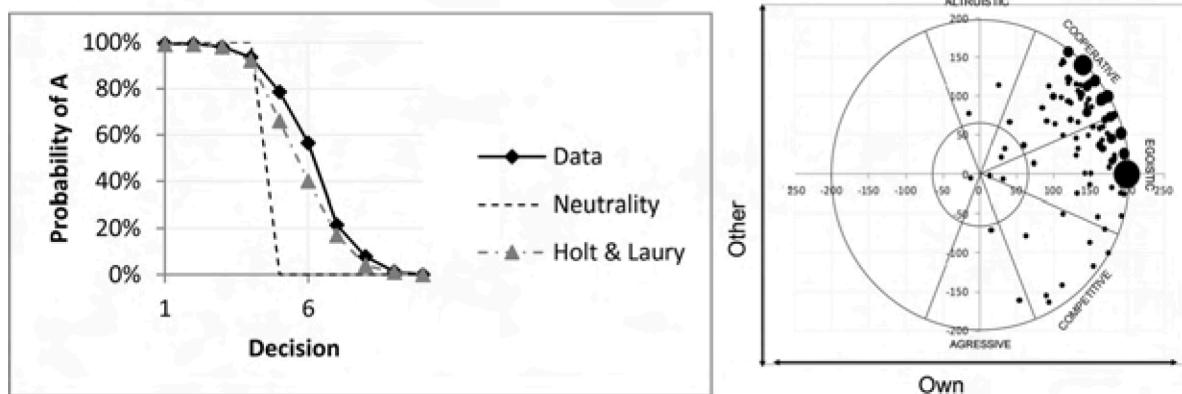 100%
80%
60%
40%
20%
0%
Probability of A
1 6
Decision
Data
Neutrality
Holt & Laury
ALTRUISTIC
COOPERATIVE
EGOISTIC
COMPETITIVE
AGRESSIVE
200
150
100
50
0
-50
-100
-150
-200
250 -200 -150 -100 -50 0 50 100 150 200 250
Other
Own